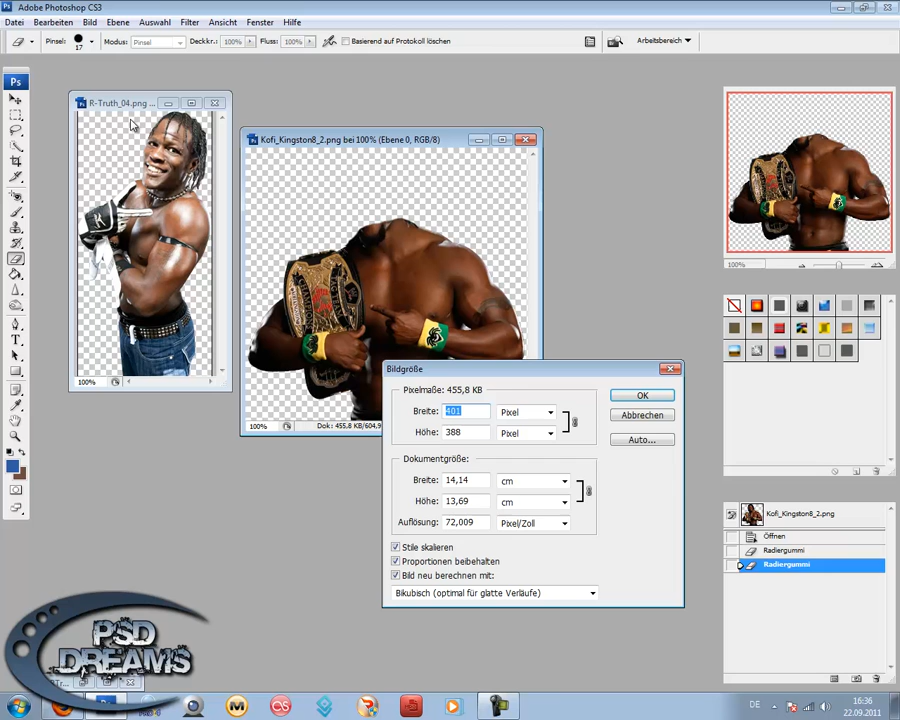 Adobe Photoshop CS3
Datei Bearbeiten Bild Ebene Auswahl Filter Ansicht Fenster Hilfe
Pinsel: 17 Modus: Pinsel Deckkr.: 100% Fluss: 100% Basierend auf Protokoll löschen Arbeitsbereich
Ps
R-Truth_04.png ...
100%
Kofi_Kingston8_2.png bei 100% (Ebene 0, RGB/8)
100% Dok: 455,8 KB/604,9
Bildgröße
Pixelmaße: 455,8 KB
Breite: 401 Pixel
Höhe: 388 Pixel
Dokumentgröße:
Breite: 14,14 cm
Höhe: 13,69 cm
Auflösung: 72,009 Pixel/Zoll
Stile skalieren
Proportionen beibehalten
Bild neu berechnen mit:
Bikubisch (optimal für glatte Verläufe)
OK
Abbrechen
Auto...
100%
Kofi_Kingston8_2.png
Öffnen
Radiergummi
Radiergummi
PSD
DREAMS
DE
16:36
22.09.2011